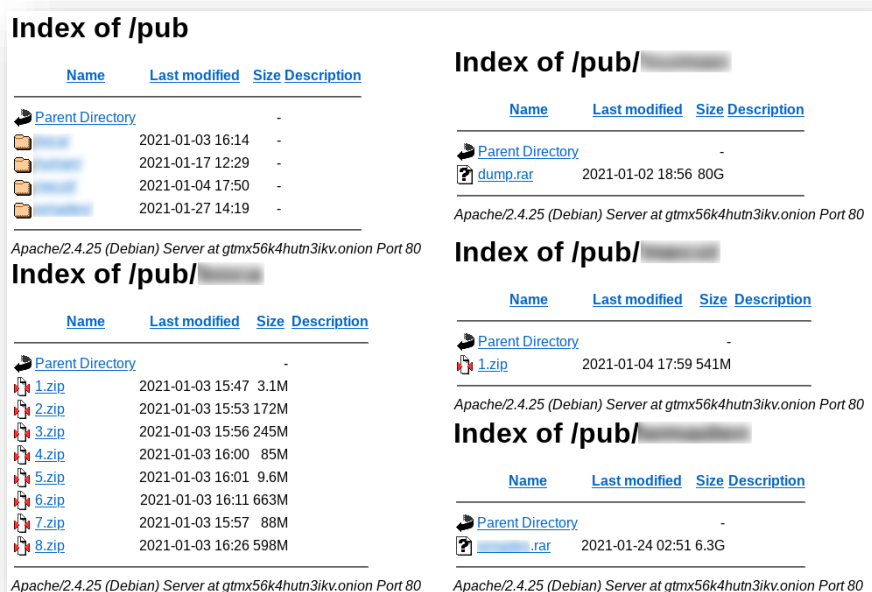 Index of /pub
Name Last modified Size Description
Parent Directory -
2021-01-03 16:14 -
2021-01-17 12:29 -
2021-01-04 17:50 -
2021-01-27 14:19 -
Apache/2.4.25 (Debian) Server at gtmx56k4hutn3ikv.onion Port 80
Index of /pub/
Name Last modified Size Description
Parent Directory -
1.zip 2021-01-03 15:47 3.1M
2.zip 2021-01-03 15:53 172M
3.zip 2021-01-03 15:56 245M
4.zip 2021-01-03 16:00 85M
5.zip 2021-01-03 16:01 9.6M
6.zip 2021-01-03 16:11 663M
7.zip 2021-01-03 15:57 88M
8.zip 2021-01-03 16:26 598M
Apache/2.4.25 (Debian) Server at gtmx56k4hutn3ikv.onion Port 80
Index of /pub/
Name Last modified Size Description
Parent Directory -
dump.rar 2021-01-02 18:56 80G
Apache/2.4.25 (Debian) Server at gtmx56k4hutn3ikv.onion Port 80
Index of /pub/
Name Last modified Size Description
Parent Directory -
1.zip 2021-01-04 17:59 541M
Apache/2.4.25 (Debian) Server at gtmx56k4hutn3ikv.onion Port 80
Index of /pub/
Name Last modified Size Description
Parent Directory -
.rar 2021-01-24 02:51 6.3G
Apache/2.4.25 (Debian) Server at gtmx56k4hutn3ikv.onion Port 80